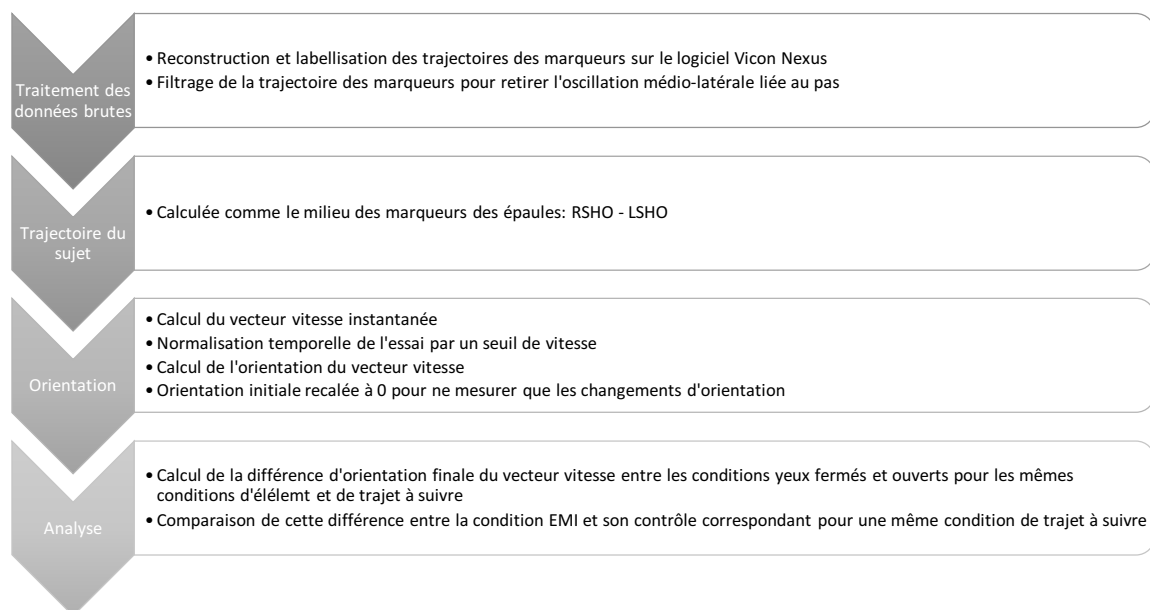 Traitement des
données brutes
• Reconstruction et labellisation des trajectoires des marqueurs sur le logiciel Vicon Nexus
• Filtrage de la trajectoire des marqueurs pour retirer l'oscillation médio-latérale liée au pas
Trajectoire du
sujet
• Calculée comme le milieu des marqueurs des épaules: RSHO - LSHO
Orientation
• Calcul du vecteur vitesse instantanée
• Normalisation temporelle de l'essai par un seuil de vitesse
• Calcul de l'orientation du vecteur vitesse
• Orientation initiale recalée à 0 pour ne mesurer que les changements d'orientation
Analyse
• Calcul de la différence d'orientation finale du vecteur vitesse entre les conditions yeux fermés et ouverts pour les mêmes
conditions d'élélemt et de trajet à suivre
• Comparaison de cette différence entre la condition EMI et son contrôle correspondant pour une même condition de trajet à suivre